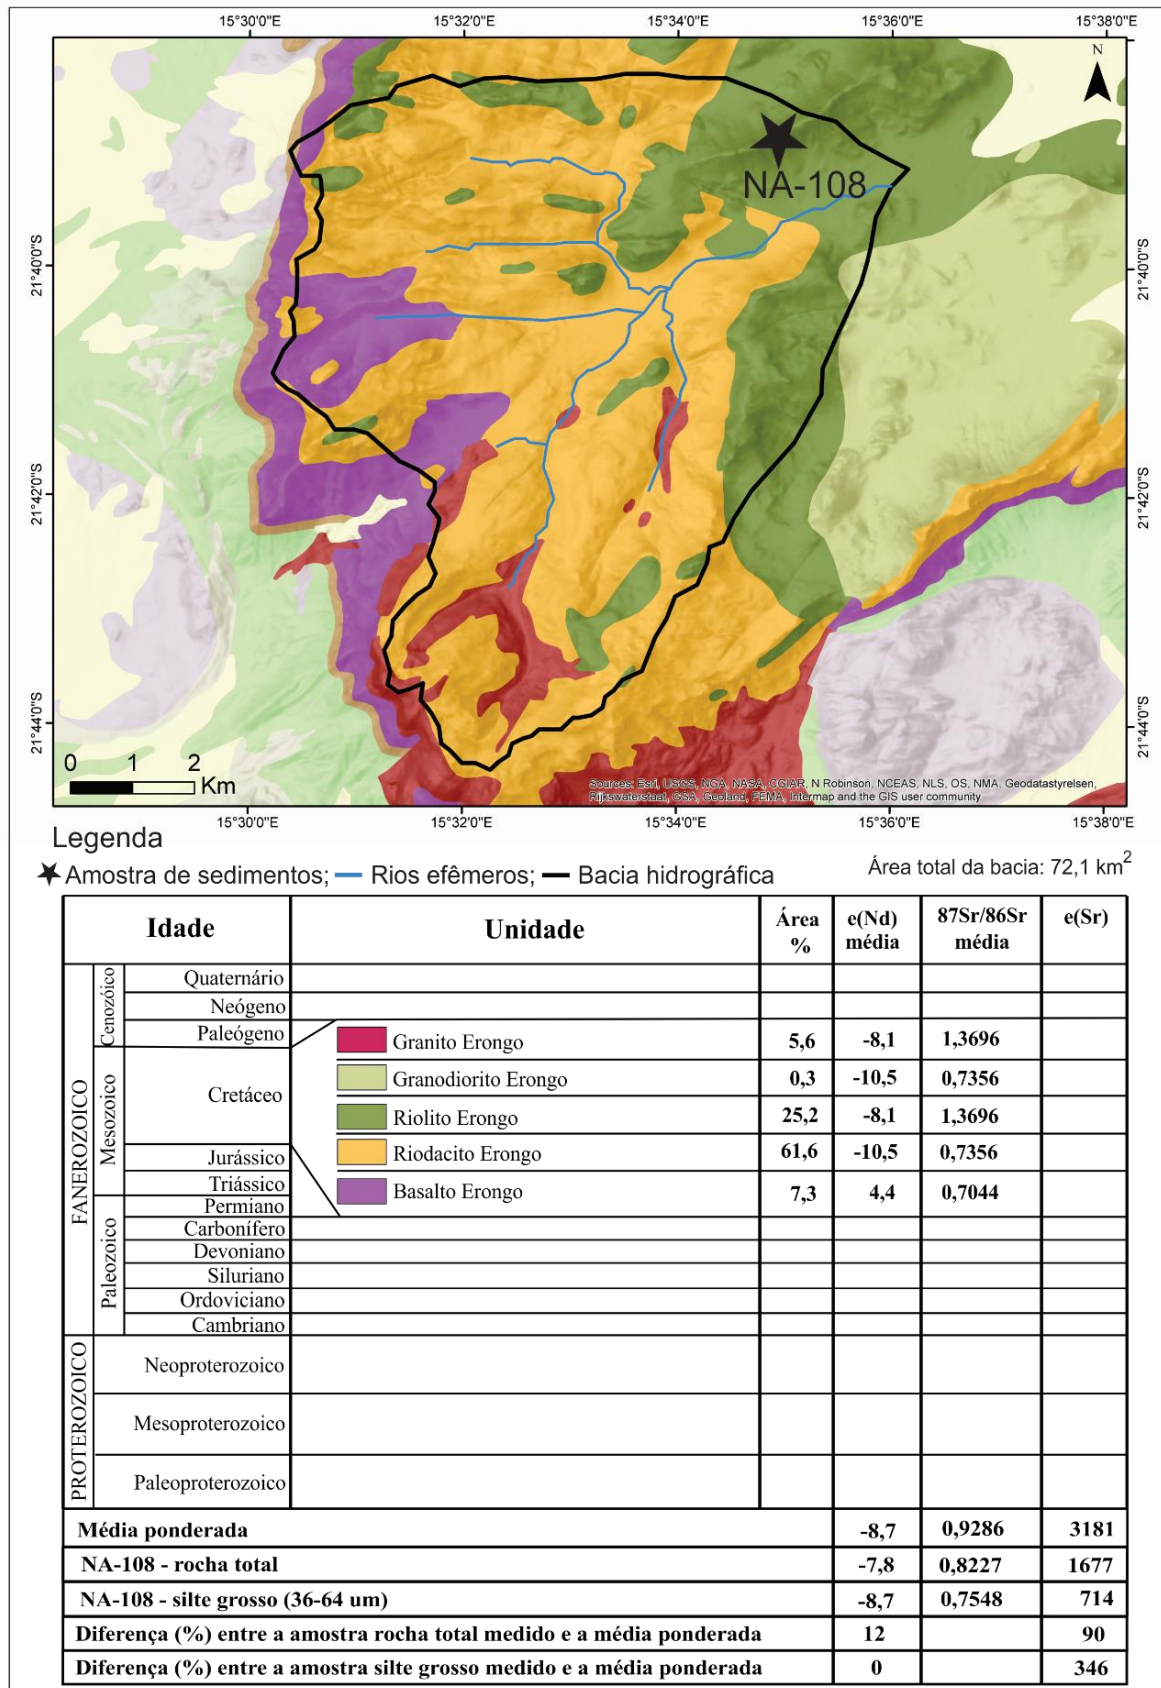 15°30'0"E 15°32'0"E 15°34'0"E 15°36'0"E 15°38'0"E
N
NA-108
21°40'0"S 21°40'0"S
21°42'0"S 21°42'0"S
21°44'0"S 21°44'0"S
0 1 2
Km
Sources: Esri, USGS, NGA, NASA, CGIAR, N Robinson, NCEAS, NLS, OS, NMA, Geodatastyrelsen,
Rijkswaterstaat, GSA, Geoland, FEMA, Intermap and the GIS user community
15°30'0"E 15°32'0"E 15°34'0"E 15°36'0"E 15°38'0"E
Legenda
Amostra de sedimentos; Rios efêmeros; Bacia hidrográfica
Área total da bacia: 72,1 km2
Idade Unidade Área % e(Nd) média 87Sr/86Sr média e(Sr)
FANEROZOICO
Cenozóico
Quaternário
Neógeno
Paleógeno
Mesozoico
Cretáceo
Jurássico
Triássico
Paleozoico
Permiano
Carbonífero
Devoniano
Siluriano
Ordoviciano
Cambriano
PROTEROZOICO
Neoproterozoico
Mesoproterozoico
Paleoproterozoico
Granito Erongo 5,6 -8,1 1,3696
Granodiorito Erongo 0,3 -10,5 0,7356
Riolito Erongo 25,2 -8,1 1,3696
Riodacito Erongo 61,6 -10,5 0,7356
Basalto Erongo 7,3 4,4 0,7044
Média ponderada -8,7 0,9286 3181
NA-108 - rocha total -7,8 0,8227 1677
NA-108 - silte grosso (36-64 um) -8,7 0,7548 714
Diferença (%) entre a amostra rocha total medido e a média ponderada 12 90
Diferença (%) entre a amostra silte grosso medido e a média ponderada 0 346